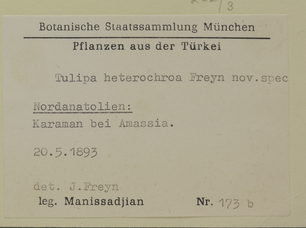 Botanische Staatssammlung München
Pflanzen aus der Türkei
Tulipa heterochroa Freyn nov.spec
Nordanatolien:
Karaman bei Amassia.
20.5.1893
det. J.Freyn
leg. Manissadjian Nr. 173 b